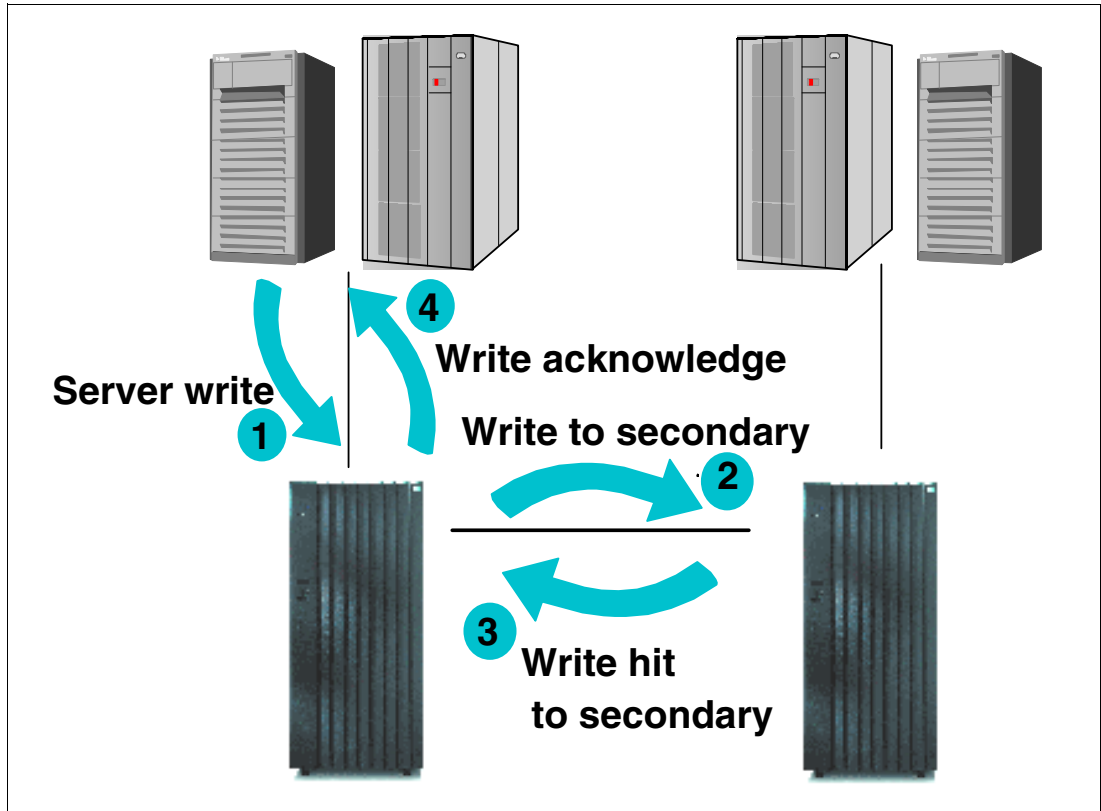 4
Write acknowledge
Server write
1
Write to secondary
2
3
Write hit
to secondary